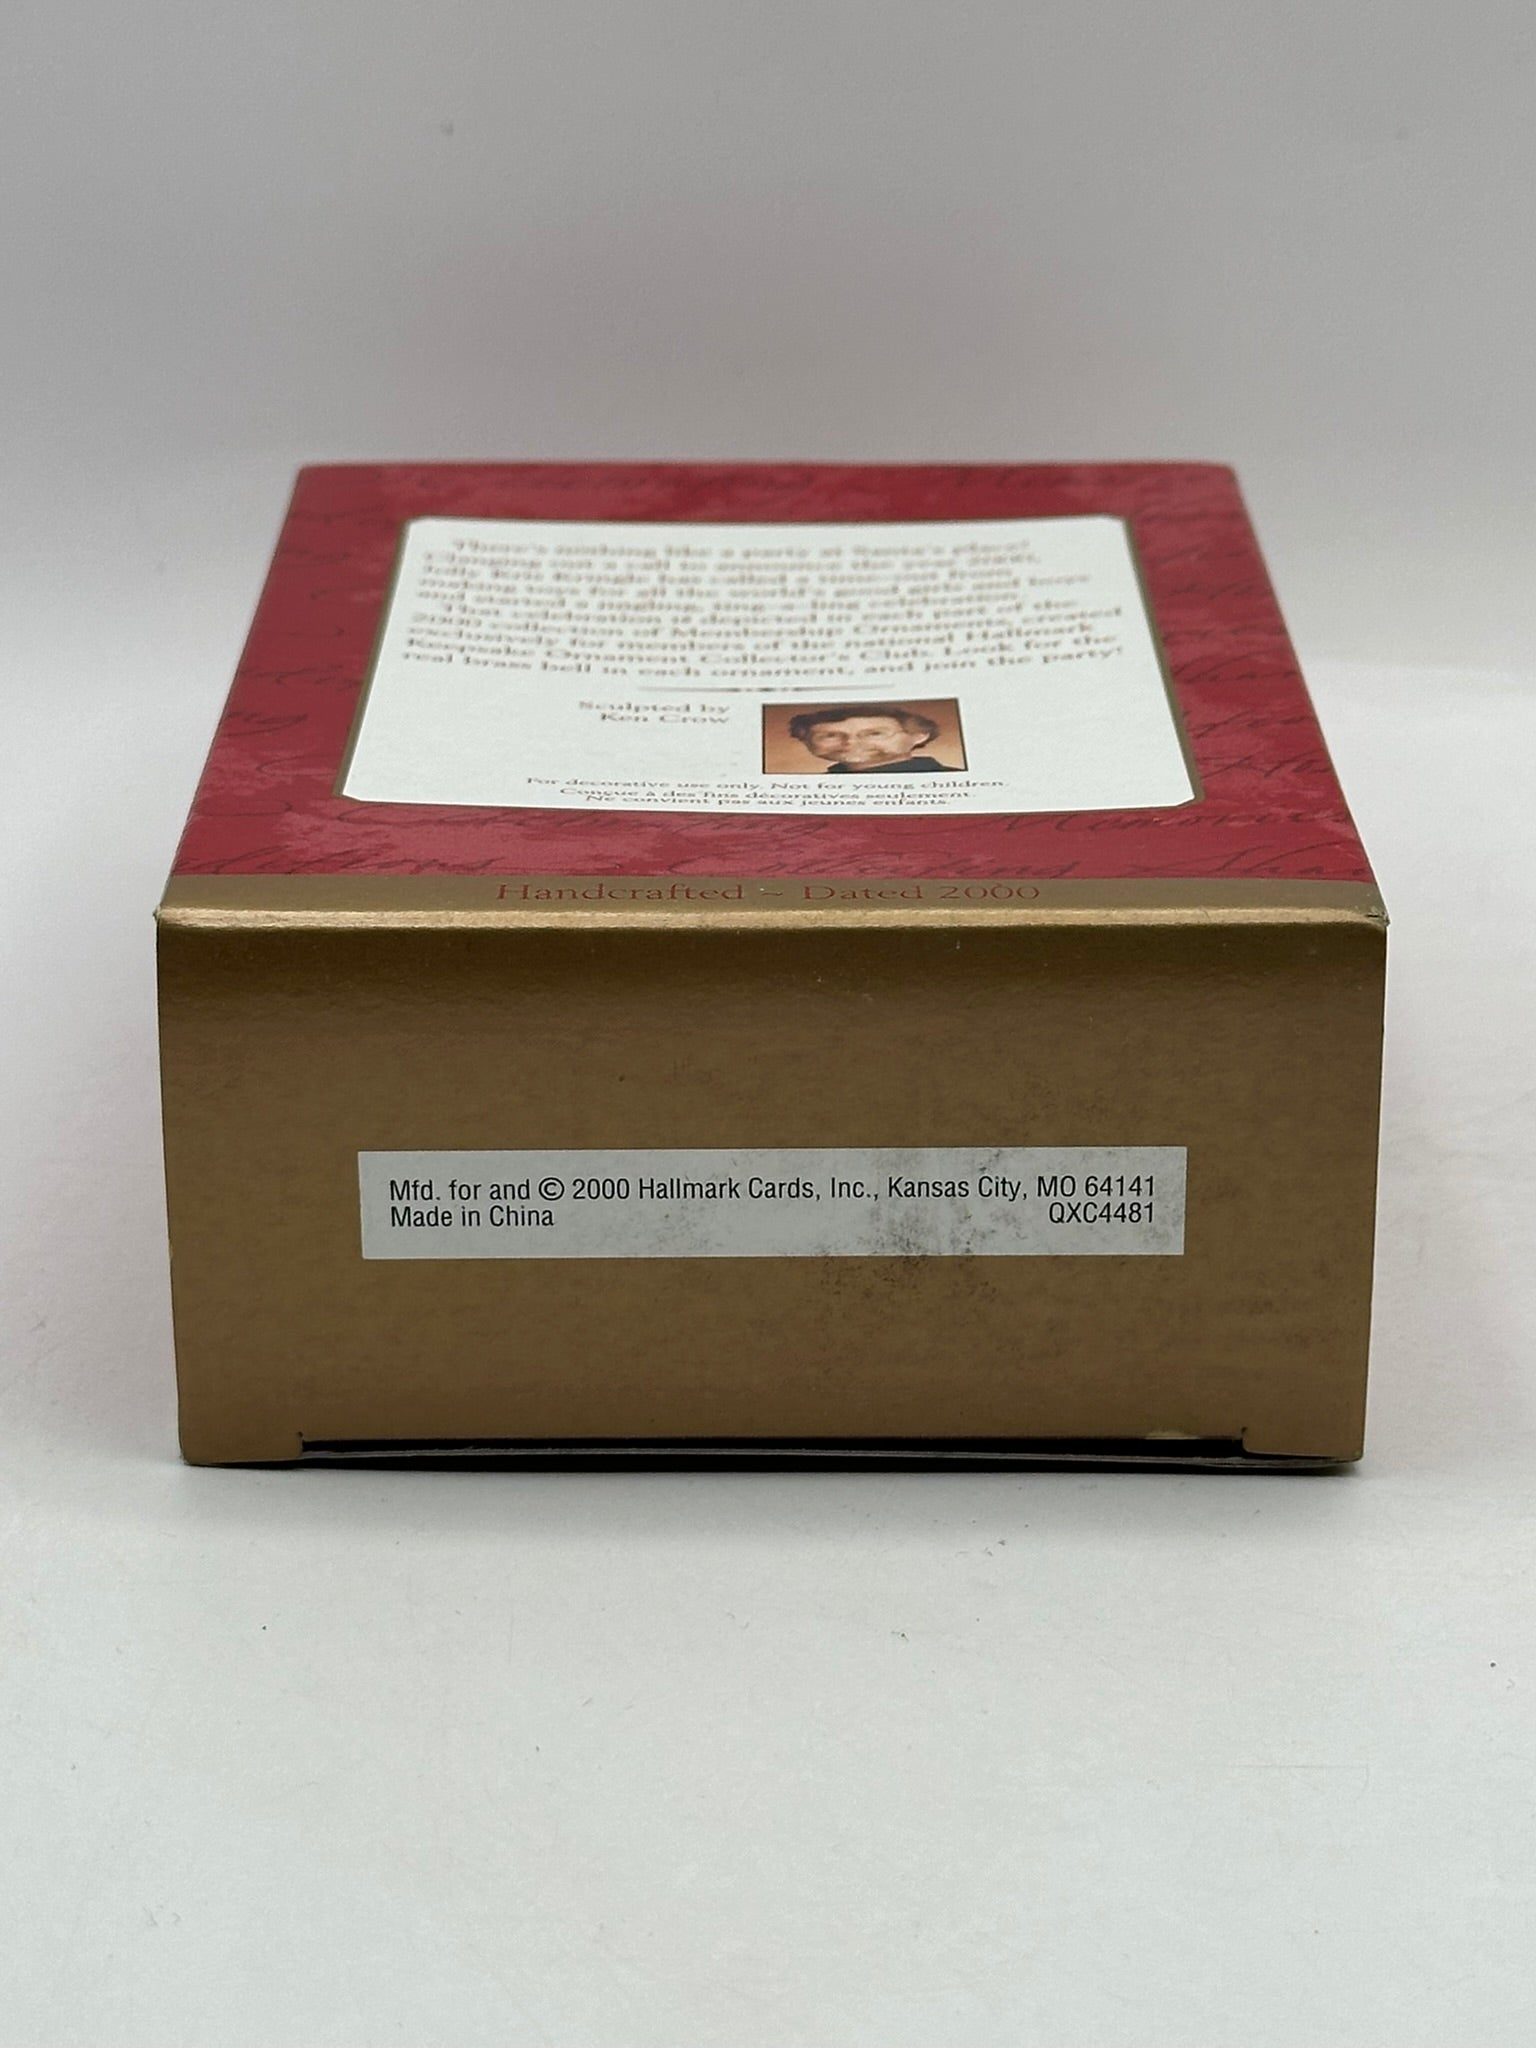 There's nothing like a party at Santa's place!
Clanging out a call to announce the year 2000,
Jolly Kris Kringle has called a time-out from
making toys for all the world's good girls and boys
and started a jingling, ting-a-ling celebration.
That celebration is depicted in each part of the
2000 collection of Membership Ornaments, created
exclusively for members of the national Hallmark
Keepsake Ornament Collector's Club. Look for the
real brass bell in each ornament, and join the party!
Sculpted by
Ken Crow
For decorative use only. Not for young children.
Conçue à des fins décoratives seulement.
Ne convient pas aux jeunes enfants.
Celebrating Memories
Collecting
Handcrafted ~ Dated 2000
Mfd. for and © 2000 Hallmark Cards, Inc., Kansas City, MO 64141
Made in China QXC4481